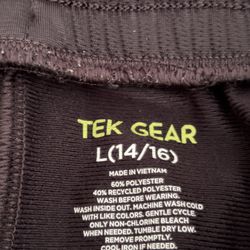 TEK GEAR
L(14/16)
MADE IN VIETNAM
60% POLYESTER
40% RECYCLED POLYESTER
WASH BEFORE WEARING.
WASH INSIDE OUT. MACHINE WASH COLD
WITH LIKE COLORS. GENTLE CYCLE.
ONLY NON-CHLORINE BLEACH
WHEN NEEDED. TUMBLE DRY LOW.
REMOVE PROMPTLY.
COOL IRON IF NEEDED.